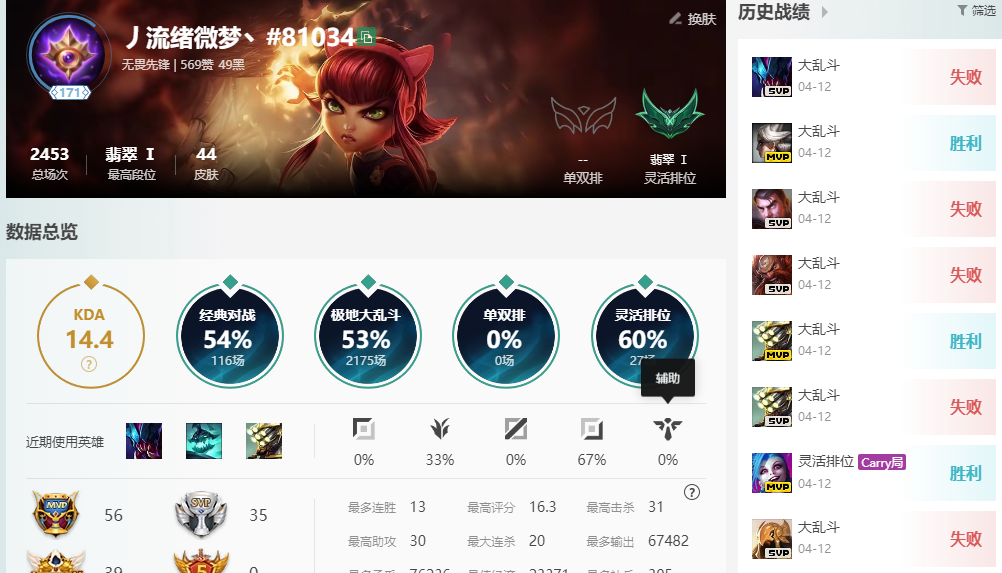 丿流绪微梦丶#81034
换肤
无畏先锋 | 569赞 49黑
171
2453
总场次
翡翠 I
最高段位
44
皮肤
--
单双排
翡翠 I
灵活排位
数据总览
KDA
14.4
?
经典对战
54%
116场
极地大乱斗
53%
2175场
单双排
0%
0场
灵活排位
60%
27场
辅助
近期使用英雄
0%
33%
0%
67%
0%
MVP
56
SVP
35
?
最多连胜 13
最高评分 16.3
最高击杀 31
最高助攻 30
最大连杀 20
最多输出 67482
39
5
0
历史战绩
筛选
大乱斗
04-12
SVP
失败
大乱斗
04-12
MVP
胜利
大乱斗
04-12
失败
大乱斗
04-12
SVP
失败
大乱斗
04-12
MVP
胜利
大乱斗
04-12
SVP
失败
灵活排位 Carry局
04-12
MVP
胜利
大乱斗
04-12
SVP
失败